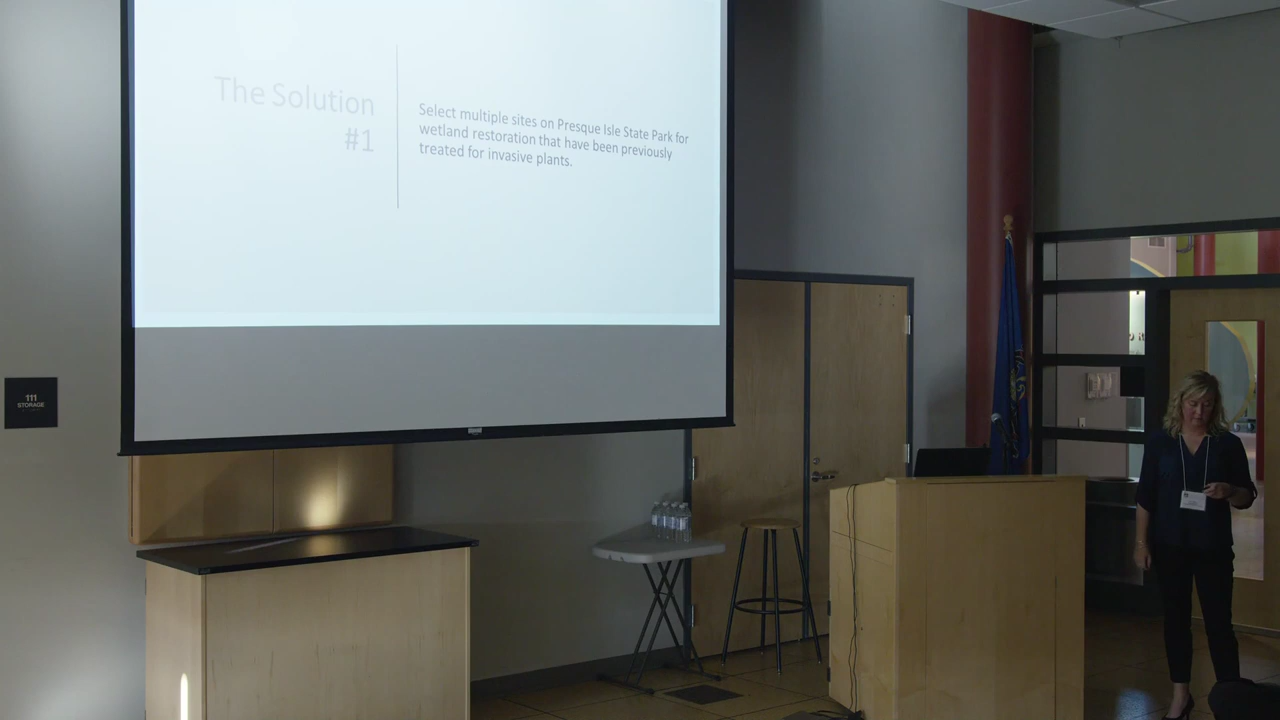 The Solution
#1
Select multiple sites on Presque Isle State Park for
wetland restoration that have been previously
treated for invasive plants.
111
STORAGE